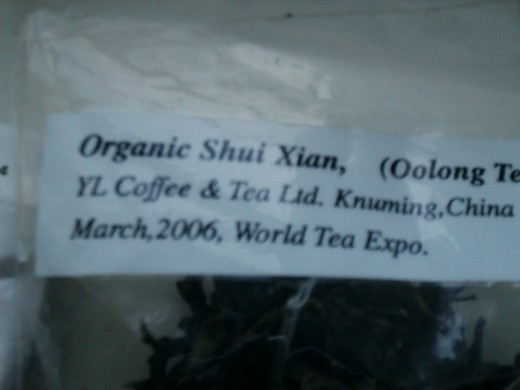 Organic Shui Xian, (Oolong Te
YL Coffee & Tea Ltd. Knuming,China
March,2006, World Tea Expo.